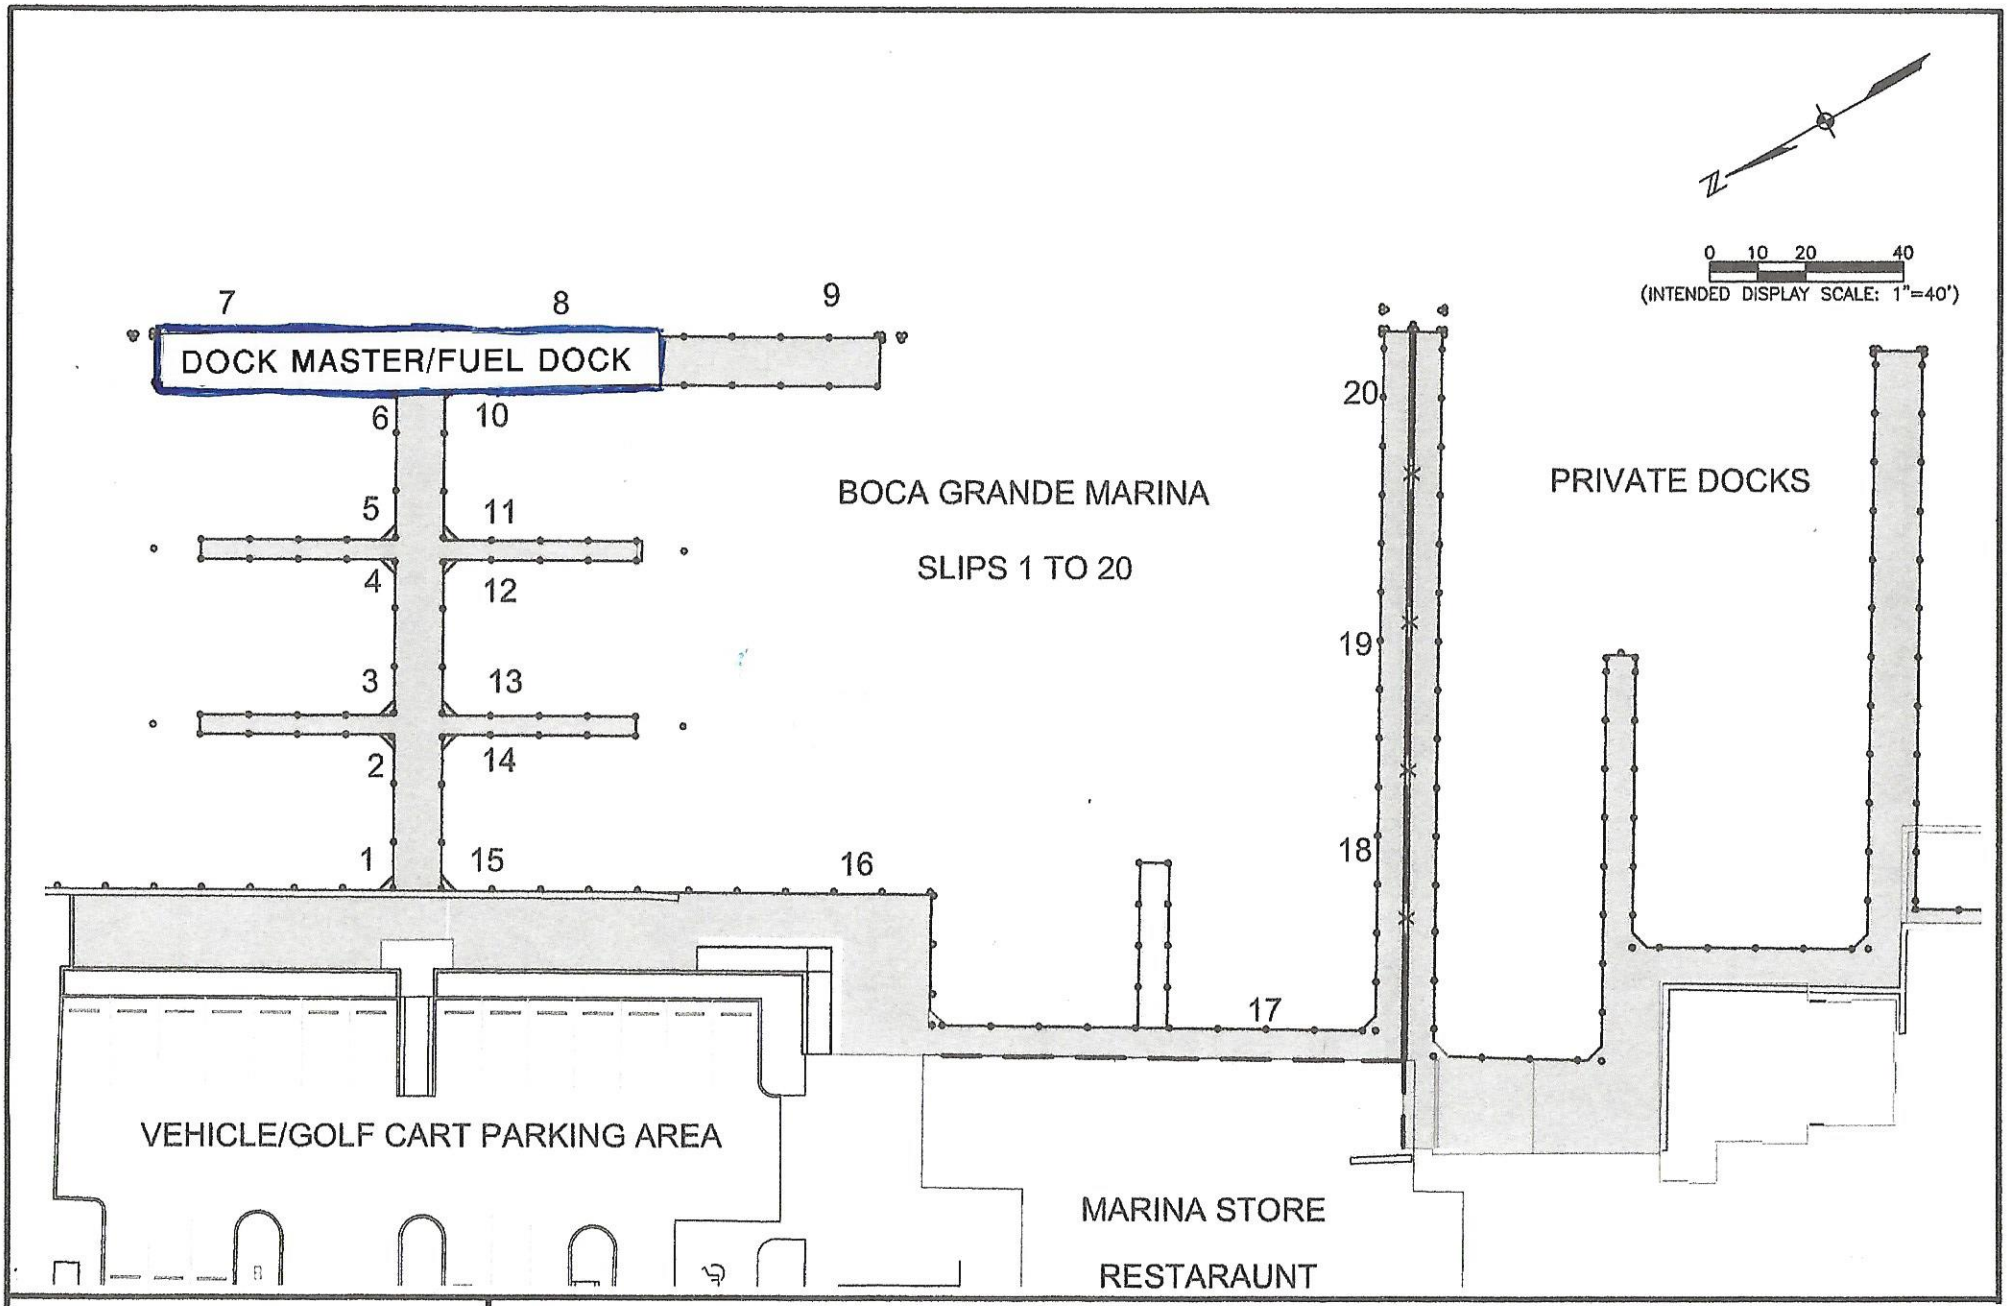 N
0 10 20 40
(INTENDED DISPLAY SCALE: 1"=40')
7 8 9
DOCK MASTER/FUEL DOCK
6 10
20
BOCA GRANDE MARINA
PRIVATE DOCKS
5 11
SLIPS 1 TO 20
4 12
19
3 13
2 14
18
1 15 16
17
VEHICLE/GOLF CART PARKING AREA
MARINA STORE
RESTARAUNT